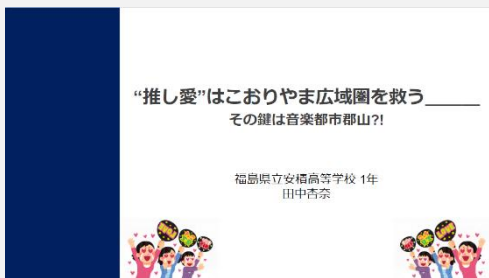 “推し愛”はこおりやま広域圏を救う______
その鍵は音楽都市郡山?!
福島県立安積高等学校 1年
田中杏奈